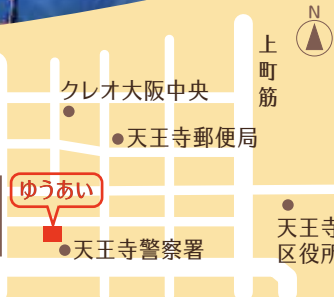 N
上町筋
クレオ大阪中央
天王寺郵便局
ゆうあい
天王寺警察署
天王寺
区役所